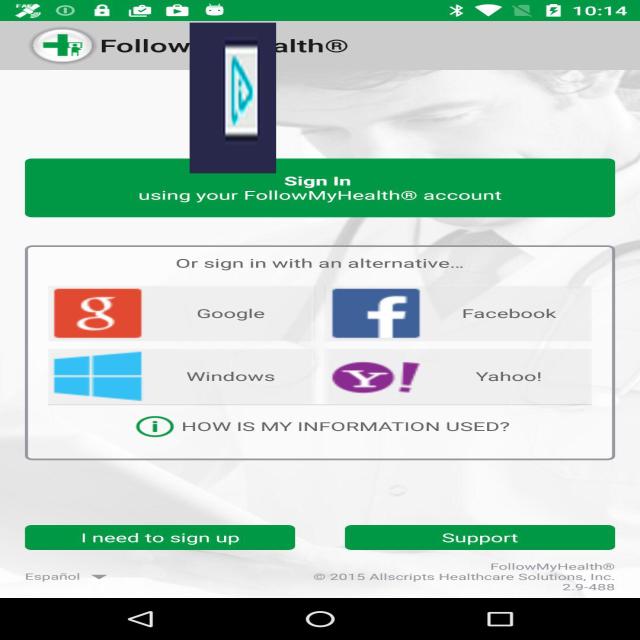 10:14
Follow ealth®
Sign In
using your FollowMyHealth® account
Or sign in with an alternative...
Google
Facebook
Windows
Yahoo!
HOW IS MY INFORMATION USED?
I need to sign up
Support
FollowMyHealth®
Español
© 2015 Allscripts Healthcare Solutions, Inc.
2.9-488